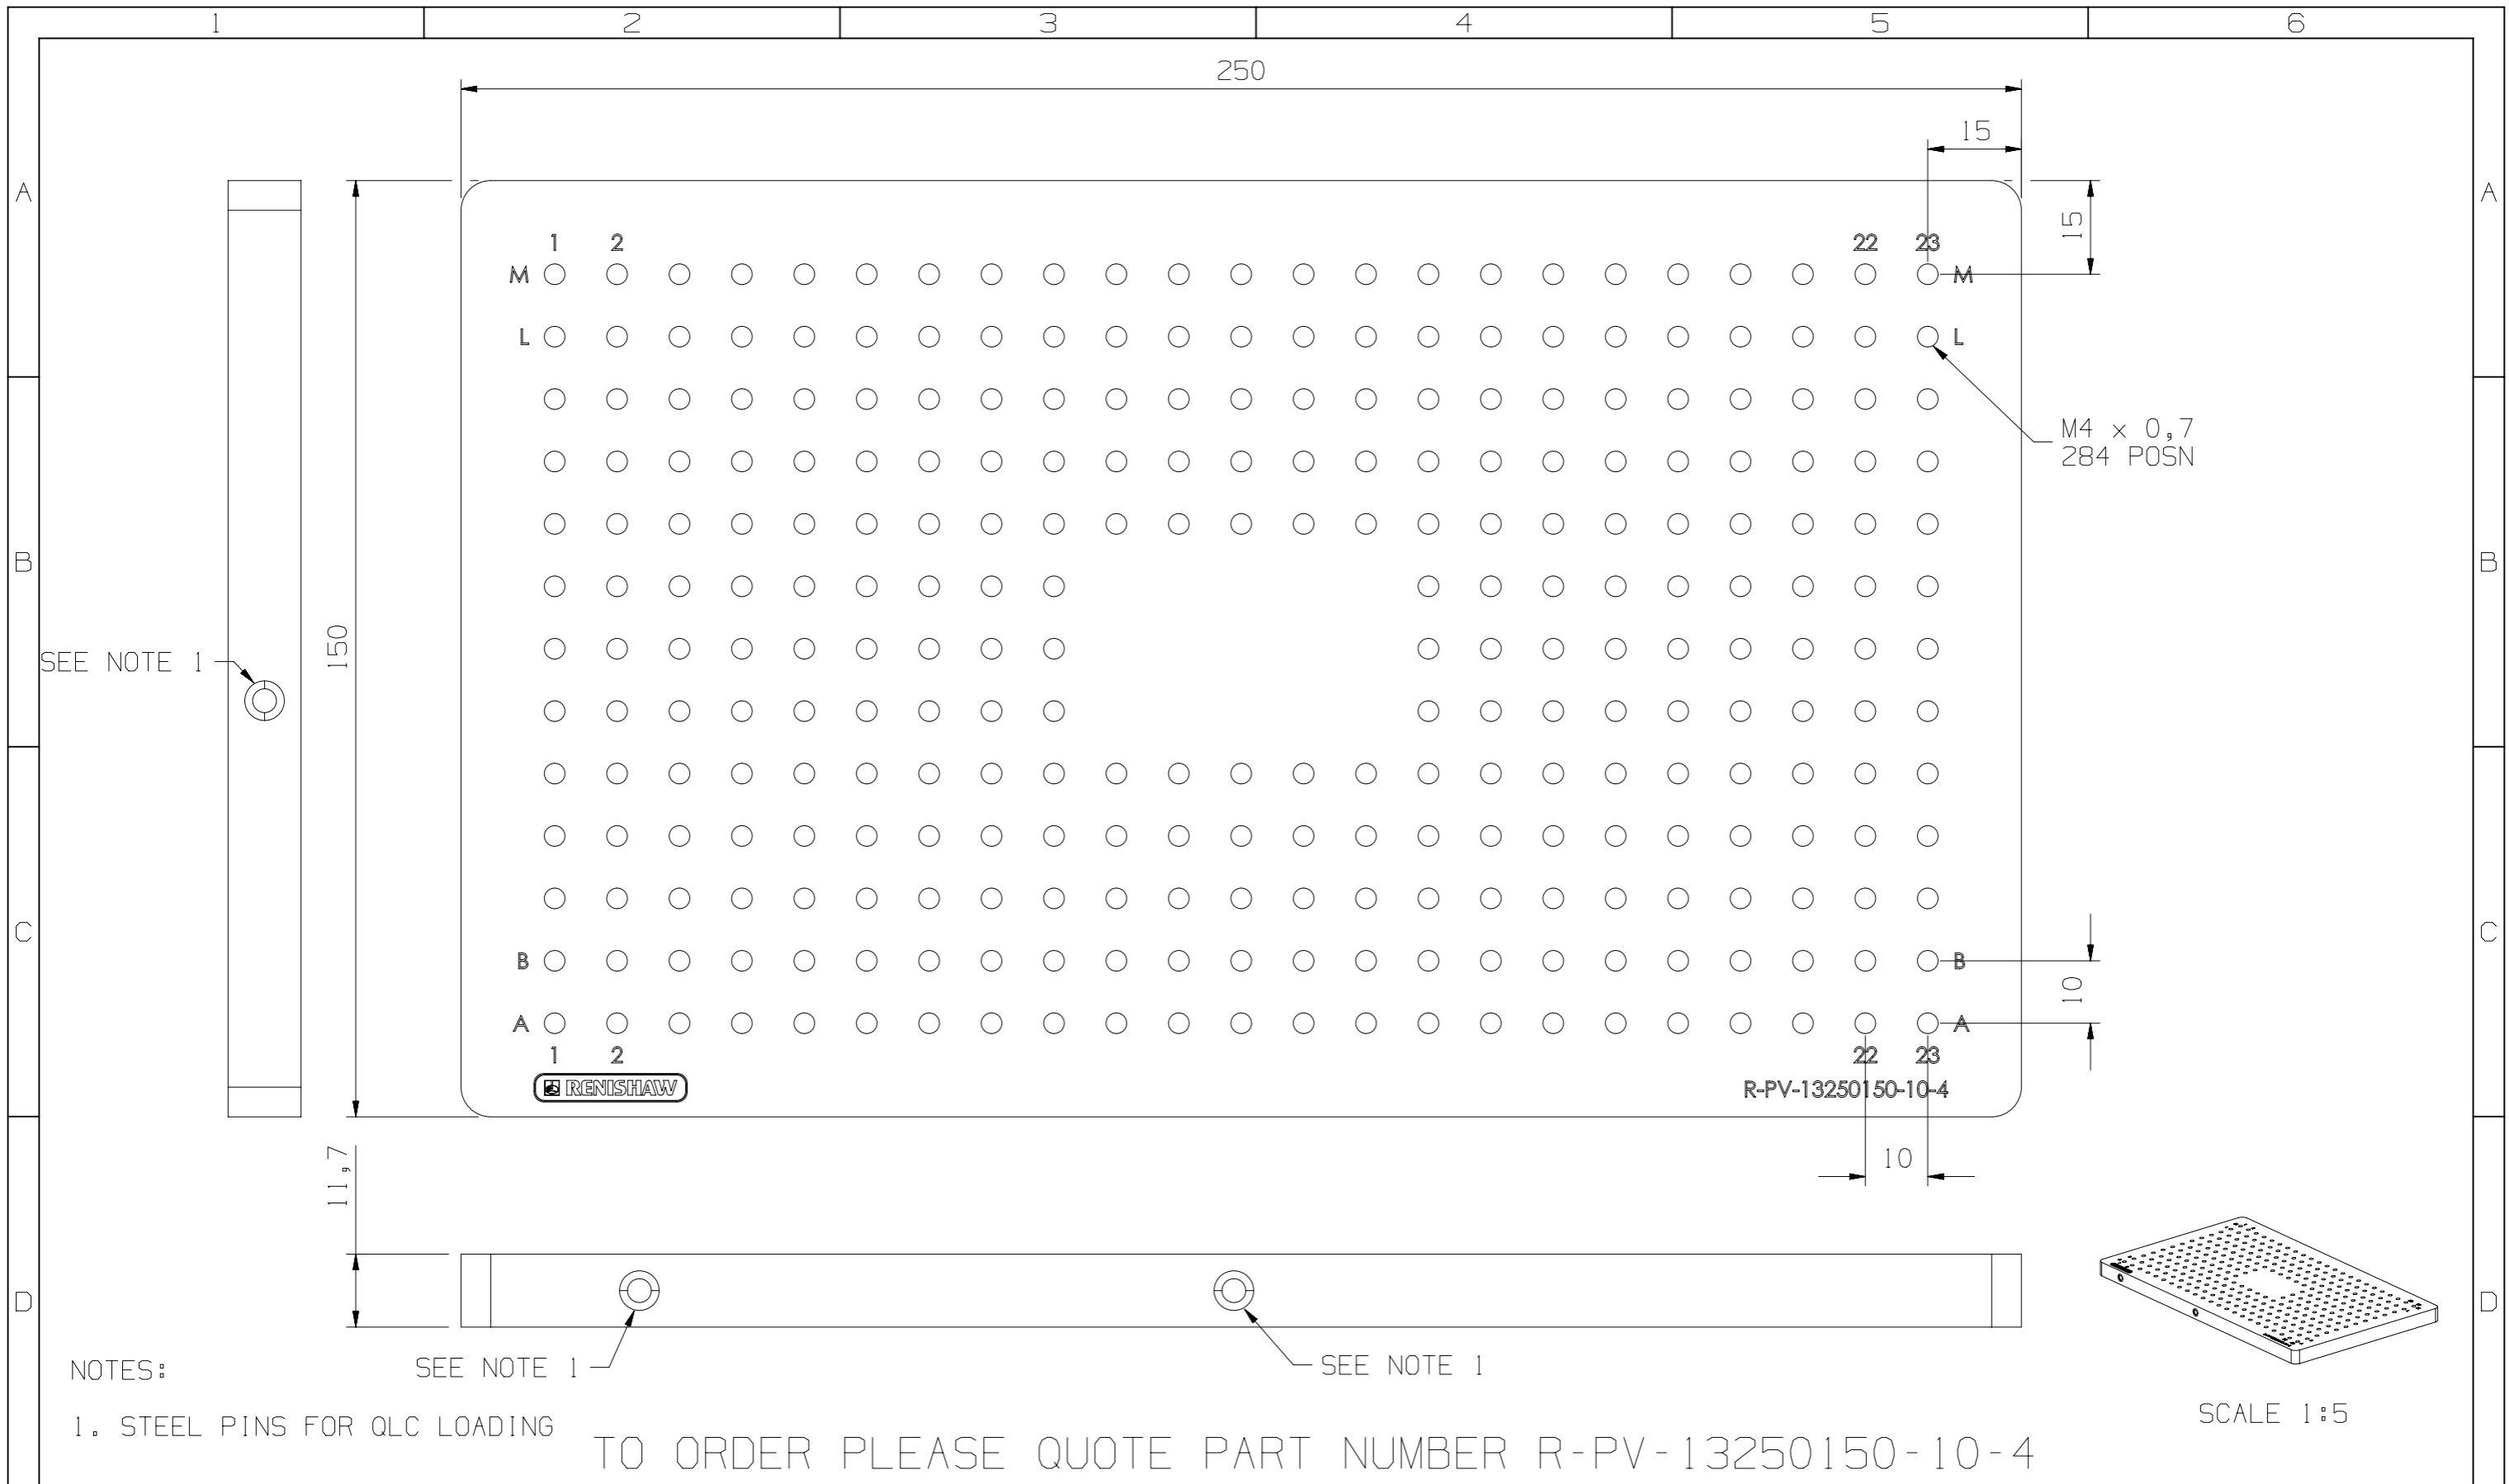 1 2 3 4 5 6
250
15
A A
15
1 2 22 23
M M
L L
M4 x 0,7
284 POSN
B B
150
SEE NOTE 1
C C
B B
10
A A
1 2 22 23
RENISHAW
R-PV-13250150-10-4
11,7
10
D D
NOTES:
SEE NOTE 1
SEE NOTE 1
1. STEEL PINS FOR QLC LOADING
SCALE 1:5
TO ORDER PLEASE QUOTE PART NUMBER R-PV-13250150-10-4